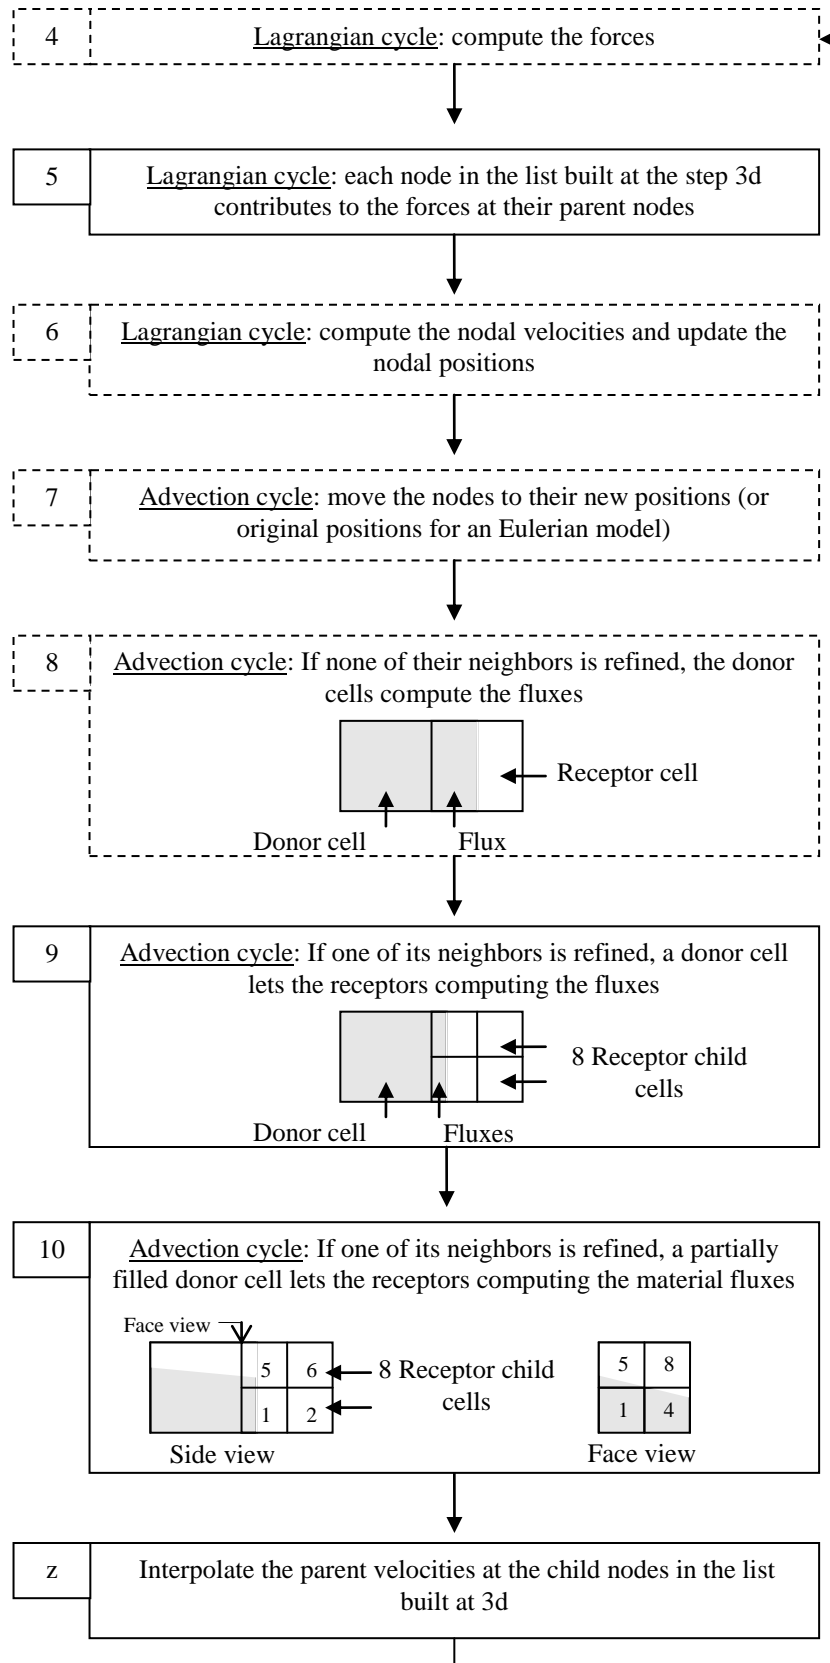 4
Lagrangian cycle: compute the forces
5
Lagrangian cycle: each node in the list built at the step 3d
contributes to the forces at their parent nodes
6
Lagrangian cycle: compute the nodal velocities and update the
nodal positions
7
Advection cycle: move the nodes to their new positions (or
original positions for an Eulerian model)
8
Advection cycle: If none of their neighbors is refined, the donor
cells compute the fluxes
Receptor cell
Donor cell
Flux
9
Advection cycle: If one of its neighbors is refined, a donor cell
lets the receptors computing the fluxes
8 Receptor child
cells
Donor cell
Fluxes
10
Advection cycle: If one of its neighbors is refined, a partially
filled donor cell lets the receptors computing the material fluxes
Face view
5 6
1 2
8 Receptor child
cells
Side view
5 8
1 4
Face view
z
Interpolate the parent velocities at the child nodes in the list
built at 3d